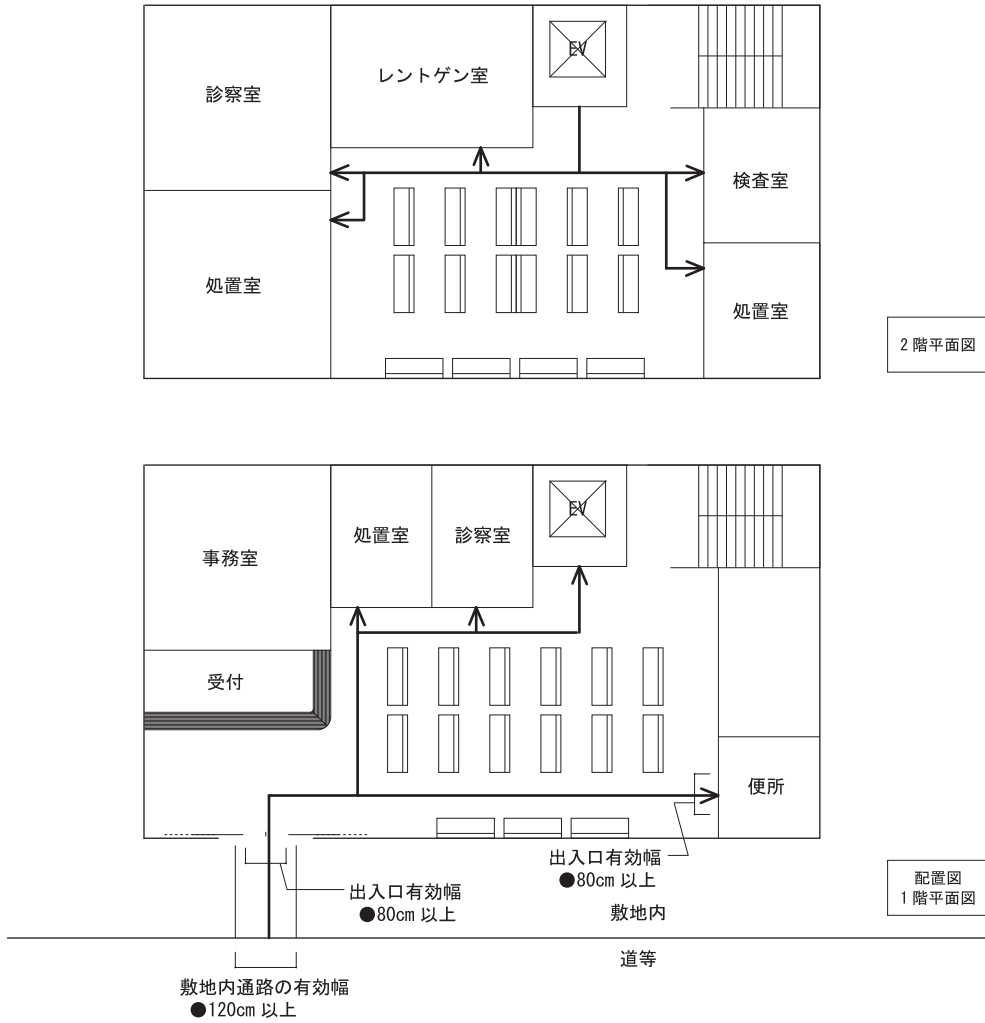 診察室
レントゲン室
EV
検査室
処置室
処置室
2 階平面図
事務室
処置室
診察室
EV
受付
便所
出入口有効幅
●80cm 以上
出入口有効幅
●80cm 以上
敷地内
配置図
1 階平面図
道等
敷地内通路の有効幅
●120cm 以上